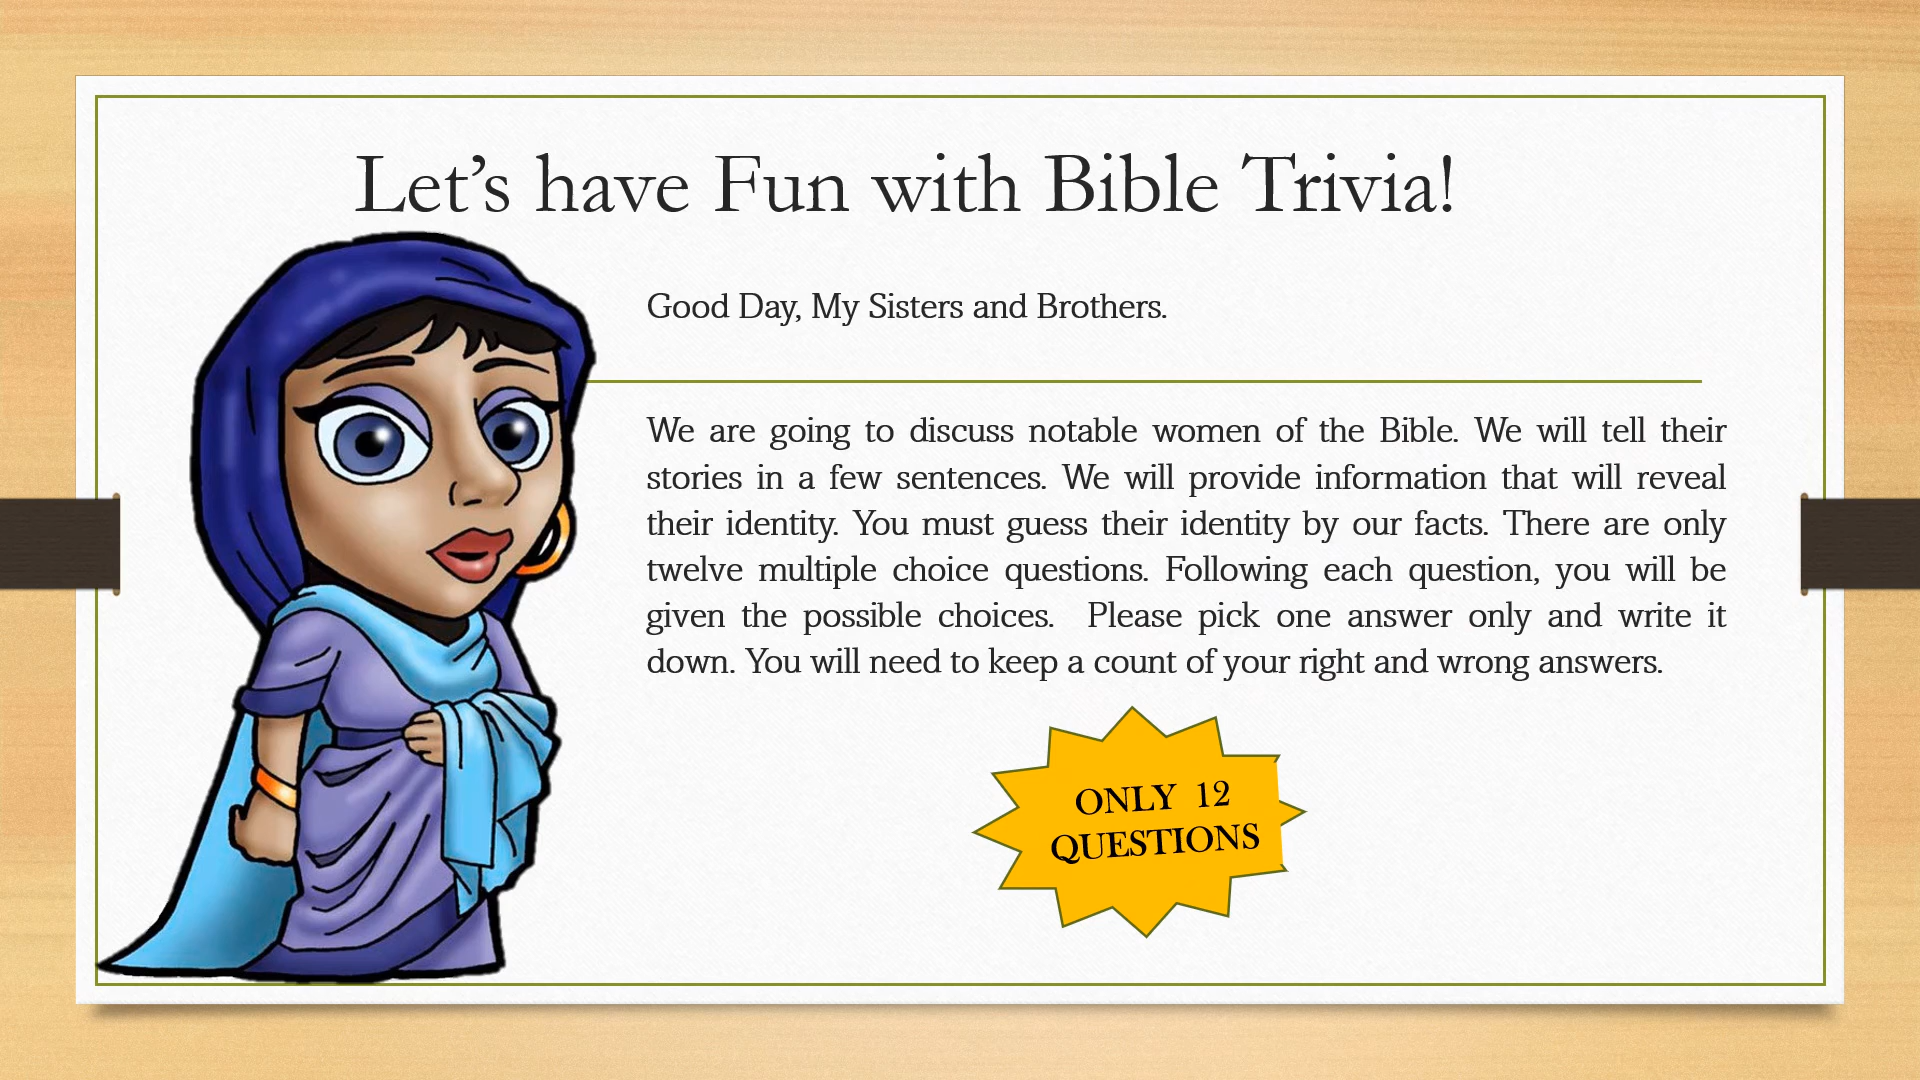 Let’s have Fun with Bible Trivia!
Good Day, My Sisters and Brothers.
We are going to discuss notable women of the Bible. We will tell their
stories in a few sentences. We will provide information that will reveal
their identity. You must guess their identity by our facts. There are only
twelve multiple choice questions. Following each question, you will be
given the possible choices.  Please pick one answer only and write it
down. You will need to keep a count of your right and wrong answers.
ONLY 12
QUESTIONS